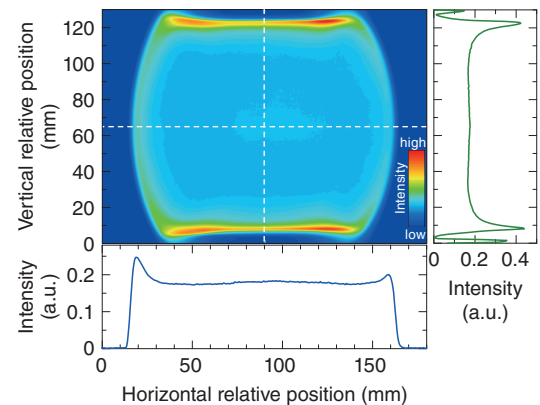 120
100
80
60
40
20
0
Vertical relative position
(mm)
high
Intensity
low
0.2
0.1
0
Intensity
(a.u.)
0 50 100 150
Horizontal relative position (mm)
0 0.2 0.4
Intensity
(a.u.)